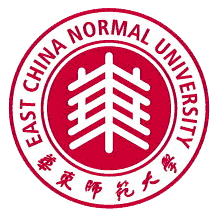 EAST CHINA NORMAL UNIVERSITY
華東師範大學